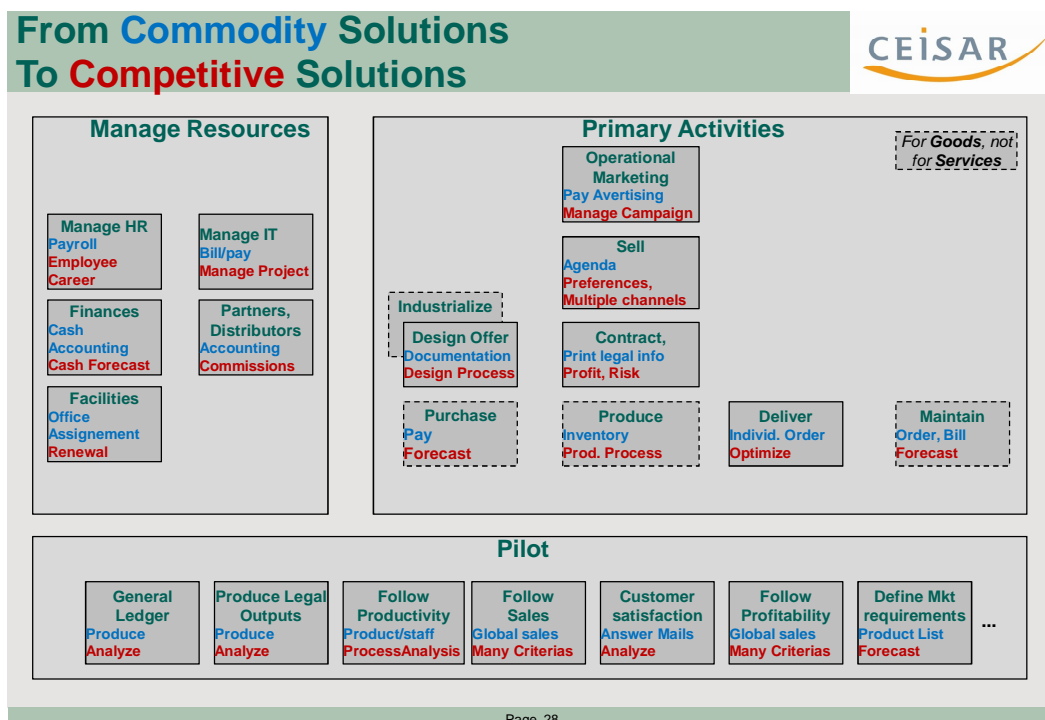 From Commodity Solutions
To Competitive Solutions
CEISAR
Manage Resources
Manage HR
Payroll
Employee
Career
Manage IT
Bill/pay
Manage Project
Finances
Cash
Accounting
Cash Forecast
Partners,
Distributors
Accounting
Commissions
Facilities
Office
Assignement
Renewal
Primary Activities
For Goods, not
for Services
Operational
Marketing
Pay Avertising
Manage Campaign
Sell
Agenda
Preferences,
Multiple channels
Industrialize
Design Offer
Documentation
Design Process
Contract,
Print legal info
Profit, Risk
Purchase
Pay
Forecast
Produce
Inventory
Prod. Process
Deliver
Individ. Order
Optimize
Maintain
Order, Bill
Forecast
Pilot
General
Ledger
Produce
Analyze
Produce Legal
Outputs
Produce
Analyze
Follow
Productivity
Product/staff
ProcessAnalysis
Follow
Sales
Global sales
Many Criterias
Customer
satisfaction
Answer Mails
Analyze
Follow
Profitability
Global sales
Many Criterias
Define Mkt
requirements
Product List
Forecast
...
Page 28